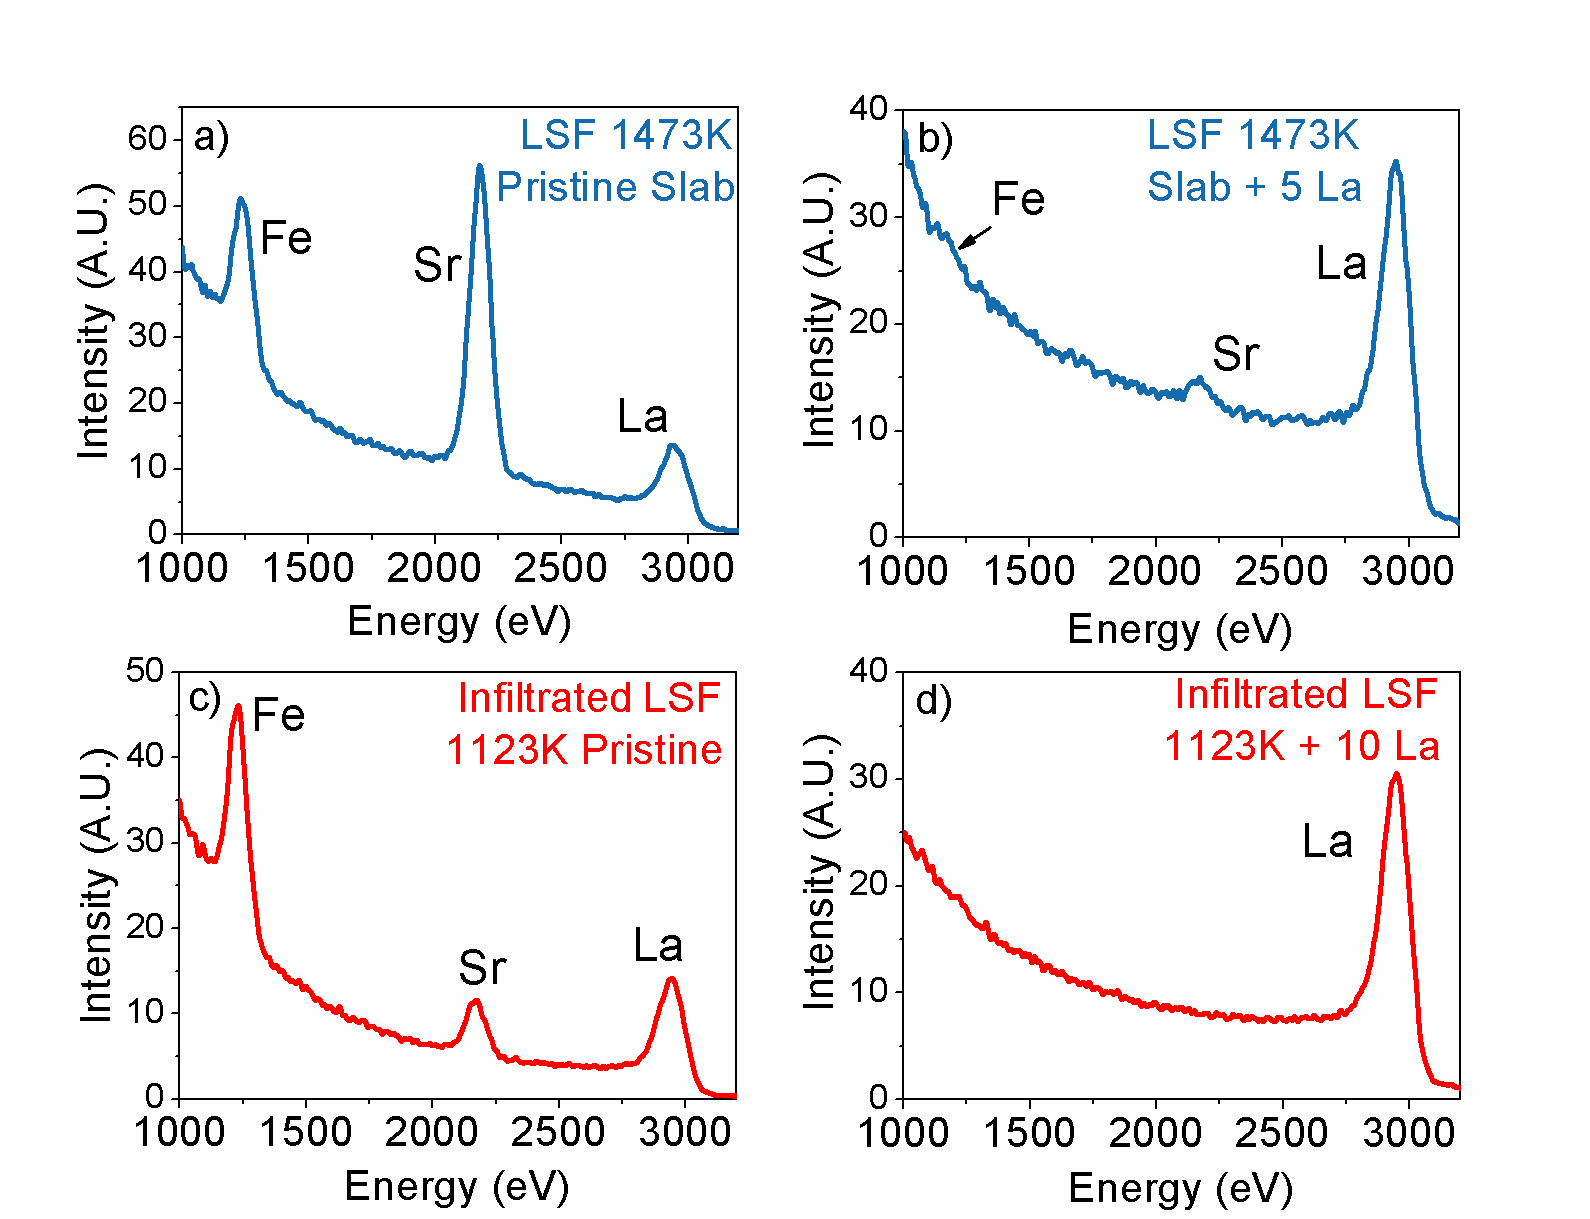 a)
LSF 1473K
Pristine Slab
Fe
Sr
La
60
50
40
30
20
10
0
1000 1500 2000 2500 3000
Intensity (A.U.)
Energy (eV)
b)
LSF 1473K
Slab + 5 La
Fe
Sr
La
40
30
20
10
0
1000 1500 2000 2500 3000
Intensity (A.U.)
Energy (eV)
c)
Infiltrated LSF
1123K Pristine
Fe
Sr
La
50
40
30
20
10
0
1000 1500 2000 2500 3000
Intensity (A.U.)
Energy (eV)
d)
Infiltrated LSF
1123K + 10 La
La
40
30
20
10
0
1000 1500 2000 2500 3000
Intensity (A.U.)
Energy (eV)